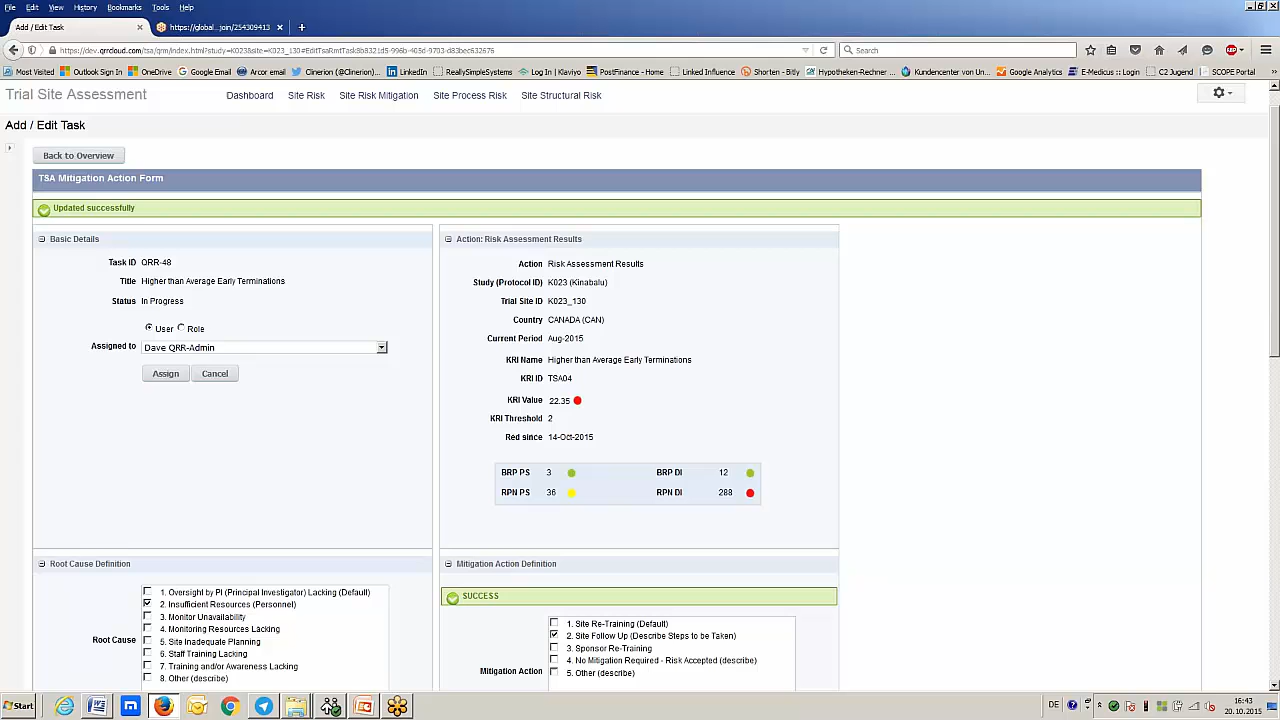 File Edit View History Bookmarks Tools Help
Add / Edit Task × https://global...join/254309413 × +
Search
Most Visited Outlook Sign In OneDrive Google Email Arcor email Clinerion (@Clinerion)... LinkedIn ReallySimpleSystems Log In | Klaviyo PostFinance - Home Linked Influence Shorten - Bitly Hypotheken-Rechner ... Kundencenter von Un... Google Analytics E-Medicus :: Login C2 Jugend SCOPE Portal »
Trial Site Assessment Dashboard Site Risk Site Risk Mitigation Site Process Risk Site Structural Risk
Add / Edit Task
Back to Overview
TSA Mitigation Action Form
Updated successfully
Basic Details
Task ID QRR-48
Title Higher than Average Early Terminations
Status In Progress
User Role
Assigned to Dave QRR-Admin
Assign Cancel
Action: Risk Assessment Results
Action Risk Assessment Results
Study (Protocol ID) K023 (Kinabalu)
Trial Site ID K023_130
Country CANADA (CAN)
Current Period Aug-2015
KRI Name Higher than Average Early Terminations
KRI ID TSA04
KRI Value 22.35
KRI Threshold 2
Red since 14-Oct-2015
BRP PS 3 BRP DI 12
RPN PS 36 RPN DI 288
Root Cause Definition
Root Cause
1. Oversight by PI (Principal Investigator) Lacking (Default)
2. Insufficient Resources (Personnel)
3. Monitor Unavailability
4. Monitoring Resources Lacking
5. Site Inadequate Planning
6. Staff Training Lacking
7. Training and/or Awareness Lacking
8. Other (describe)
Mitigation Action Definition
SUCCESS
Mitigation Action
1. Site Re-Training (Default)
2. Site Follow Up (Describe Steps to be Taken)
3. Sponsor Re-Training
4. No Mitigation Required - Risk Accepted (describe)
5. Other (describe)
Start DE 16:43
20.10.2015